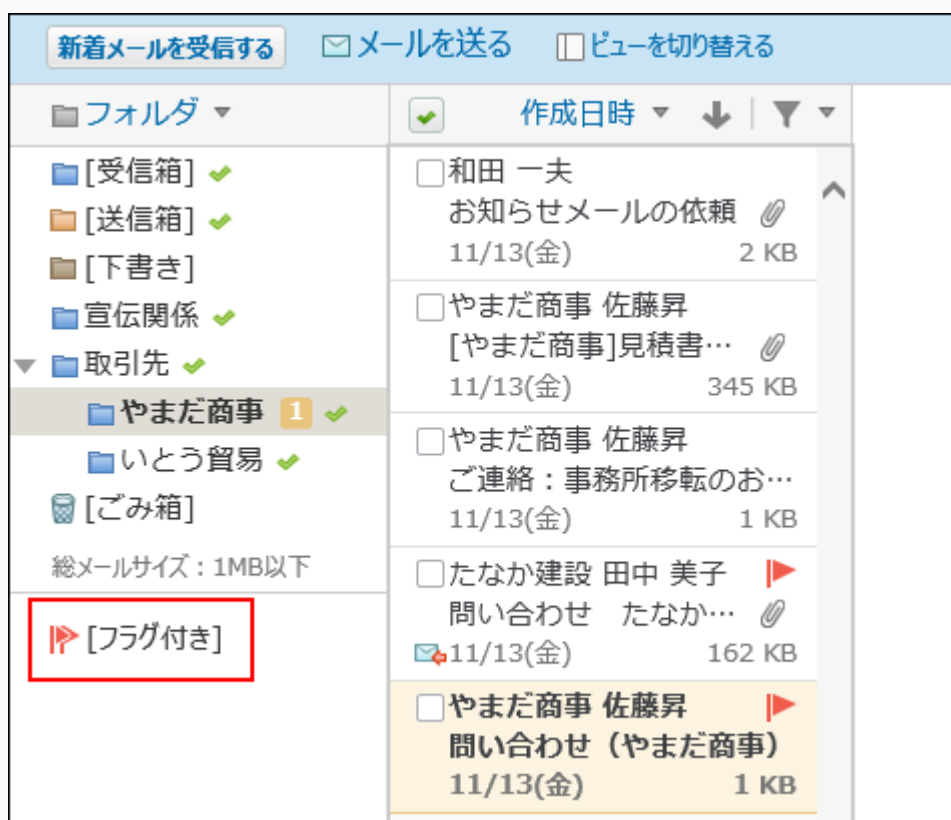 新着メールを受信する メールを送る ビューを切り替える
フォルダ
[受信箱]
[送信箱]
[下書き]
宣伝関係
取引先
やまだ商事 1
いとう貿易
[ごみ箱]
総メールサイズ：1MB以下
[フラグ付き]
作成日時
和田 一夫
お知らせメールの依頼
11/13(金) 2 KB
やまだ商事 佐藤昇
[やまだ商事]見積書…
11/13(金) 345 KB
やまだ商事 佐藤昇
ご連絡：事務所移転のお…
11/13(金) 1 KB
たなか建設 田中 美子
問い合わせ　たなか…
11/13(金) 162 KB
やまだ商事 佐藤昇
問い合わせ（やまだ商事）
11/13(金) 1 KB